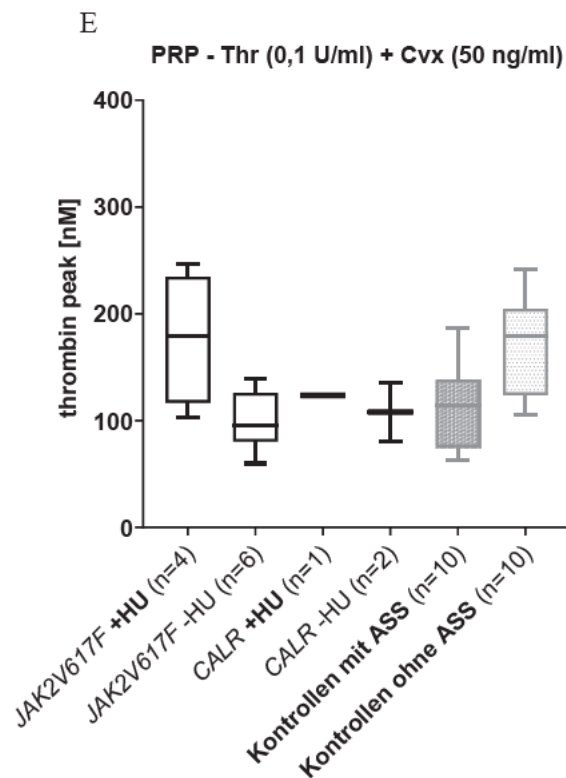 E
PRP - Thr (0,1 U/ml) + Cvx (50 ng/ml)
thrombin peak [nM]
400
300
200
100
0
JAK2V617F +HU (n=4)
JAK2V617F -HU (n=6)
CALR +HU (n=1)
CALR -HU (n=2)
Kontrollen mit ASS (n=10)
Kontrollen ohne ASS (n=10)